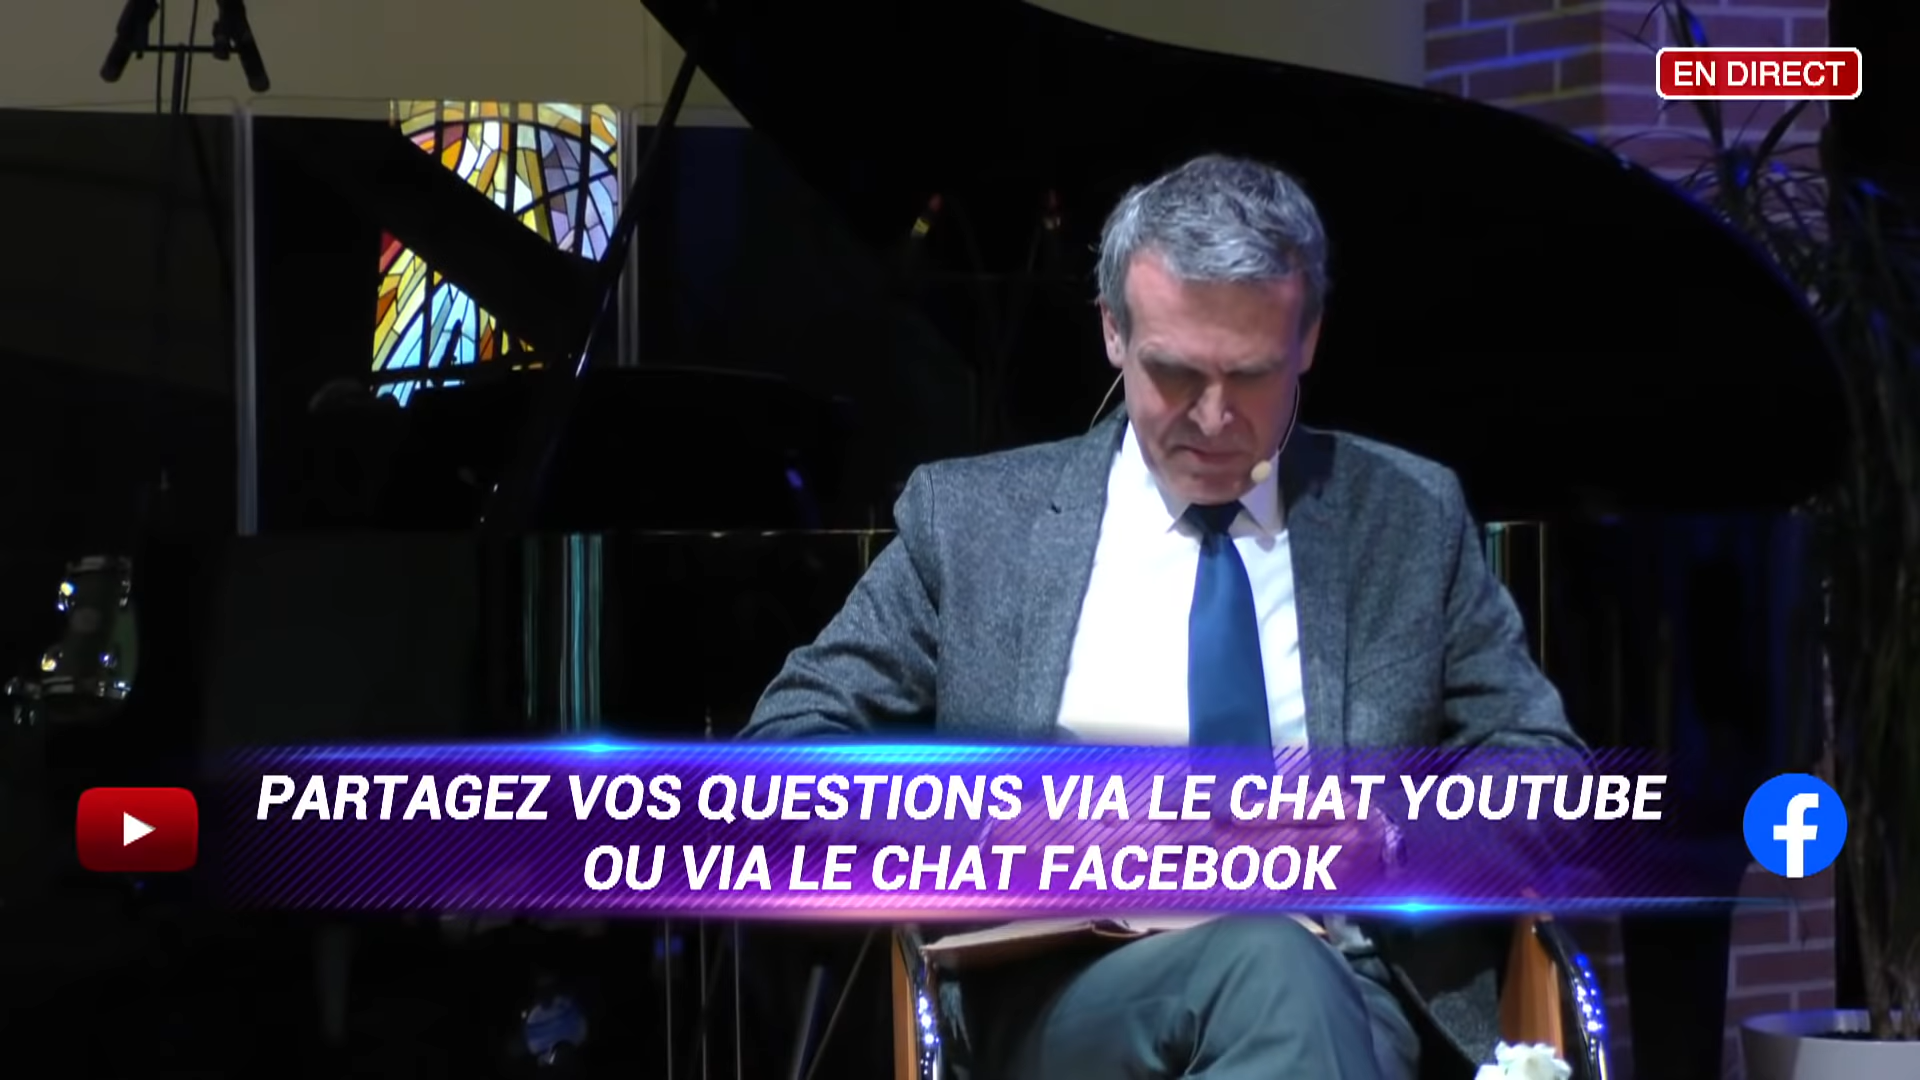 EN DIRECT
PARTAGEZ VOS QUESTIONS VIA LE CHAT YOUTUBE
OU VIA LE CHAT FACEBOOK